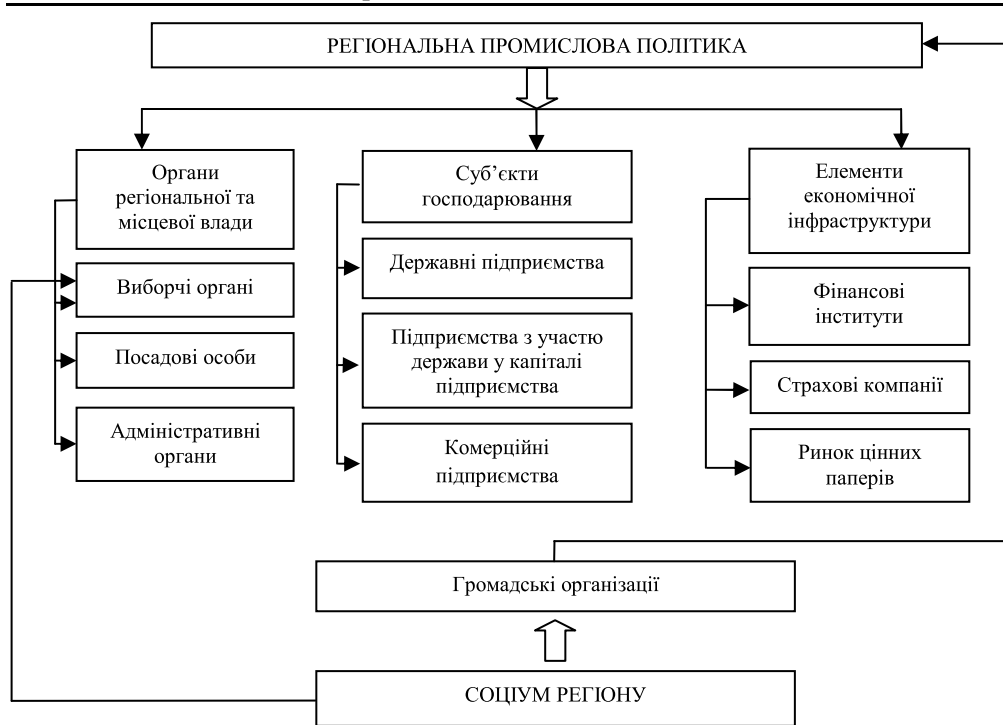 РЕГІОНАЛЬНА ПРОМИСЛОВА ПОЛІТИКА
Органи
регіональної та
місцевої влади
Виборчі органі
Посадові особи
Адміністративні
органи
Суб’єкти
господарювання
Державні підприємства
Підприємства з участю
держави у капіталі
підприємства
Комерційні
підприємства
Елементи
економічної
інфраструктури
Фінансові
інститути
Страхові компанії
Ринок цінних
паперів
Громадські організації
СОЦІУМ РЕГІОНУ